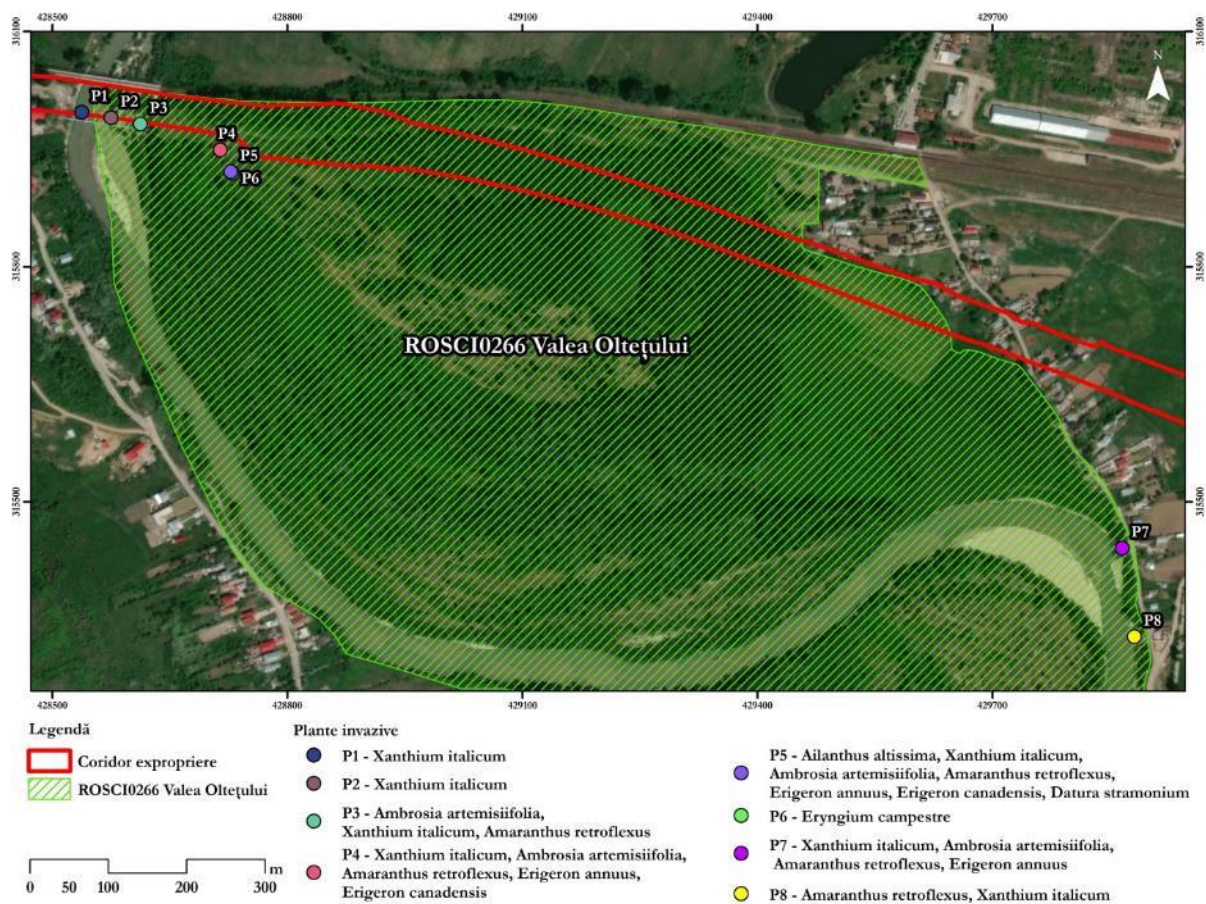 428500 428800 429100 429400 429700
316100 316100
N
P1 P2 P3
P4
P5
P6
315800 315800
ROSCI0266 Valea Oltețului
315500 315500
P7
P8
428500 428800 429100 429400 429700
Legendă
Coridor expropriere
ROSCI0266 Valea Oltețului
0 50 100 200 300
m
Plante invazive
P1 - Xanthium italicum
P2 - Xanthium italicum
P3 - Ambrosia artemisiifolia,
Xanthium italicum, Amaranthus retroflexus
P4 - Xanthium italicum, Ambrosia artemisiifolia,
Amaranthus retroflexus, Erigeron annuus,
Erigeron canadensis
P5 - Ailanthus altissima, Xanthium italicum,
Ambrosia artemisiifolia, Amaranthus retroflexus,
Erigeron annuus, Erigeron canadensis, Datura stramonium
P6 - Eryngium campestre
P7 - Xanthium italicum, Ambrosia artemisiifolia,
Amaranthus retroflexus, Erigeron annuus
P8 - Amaranthus retroflexus, Xanthium italicum